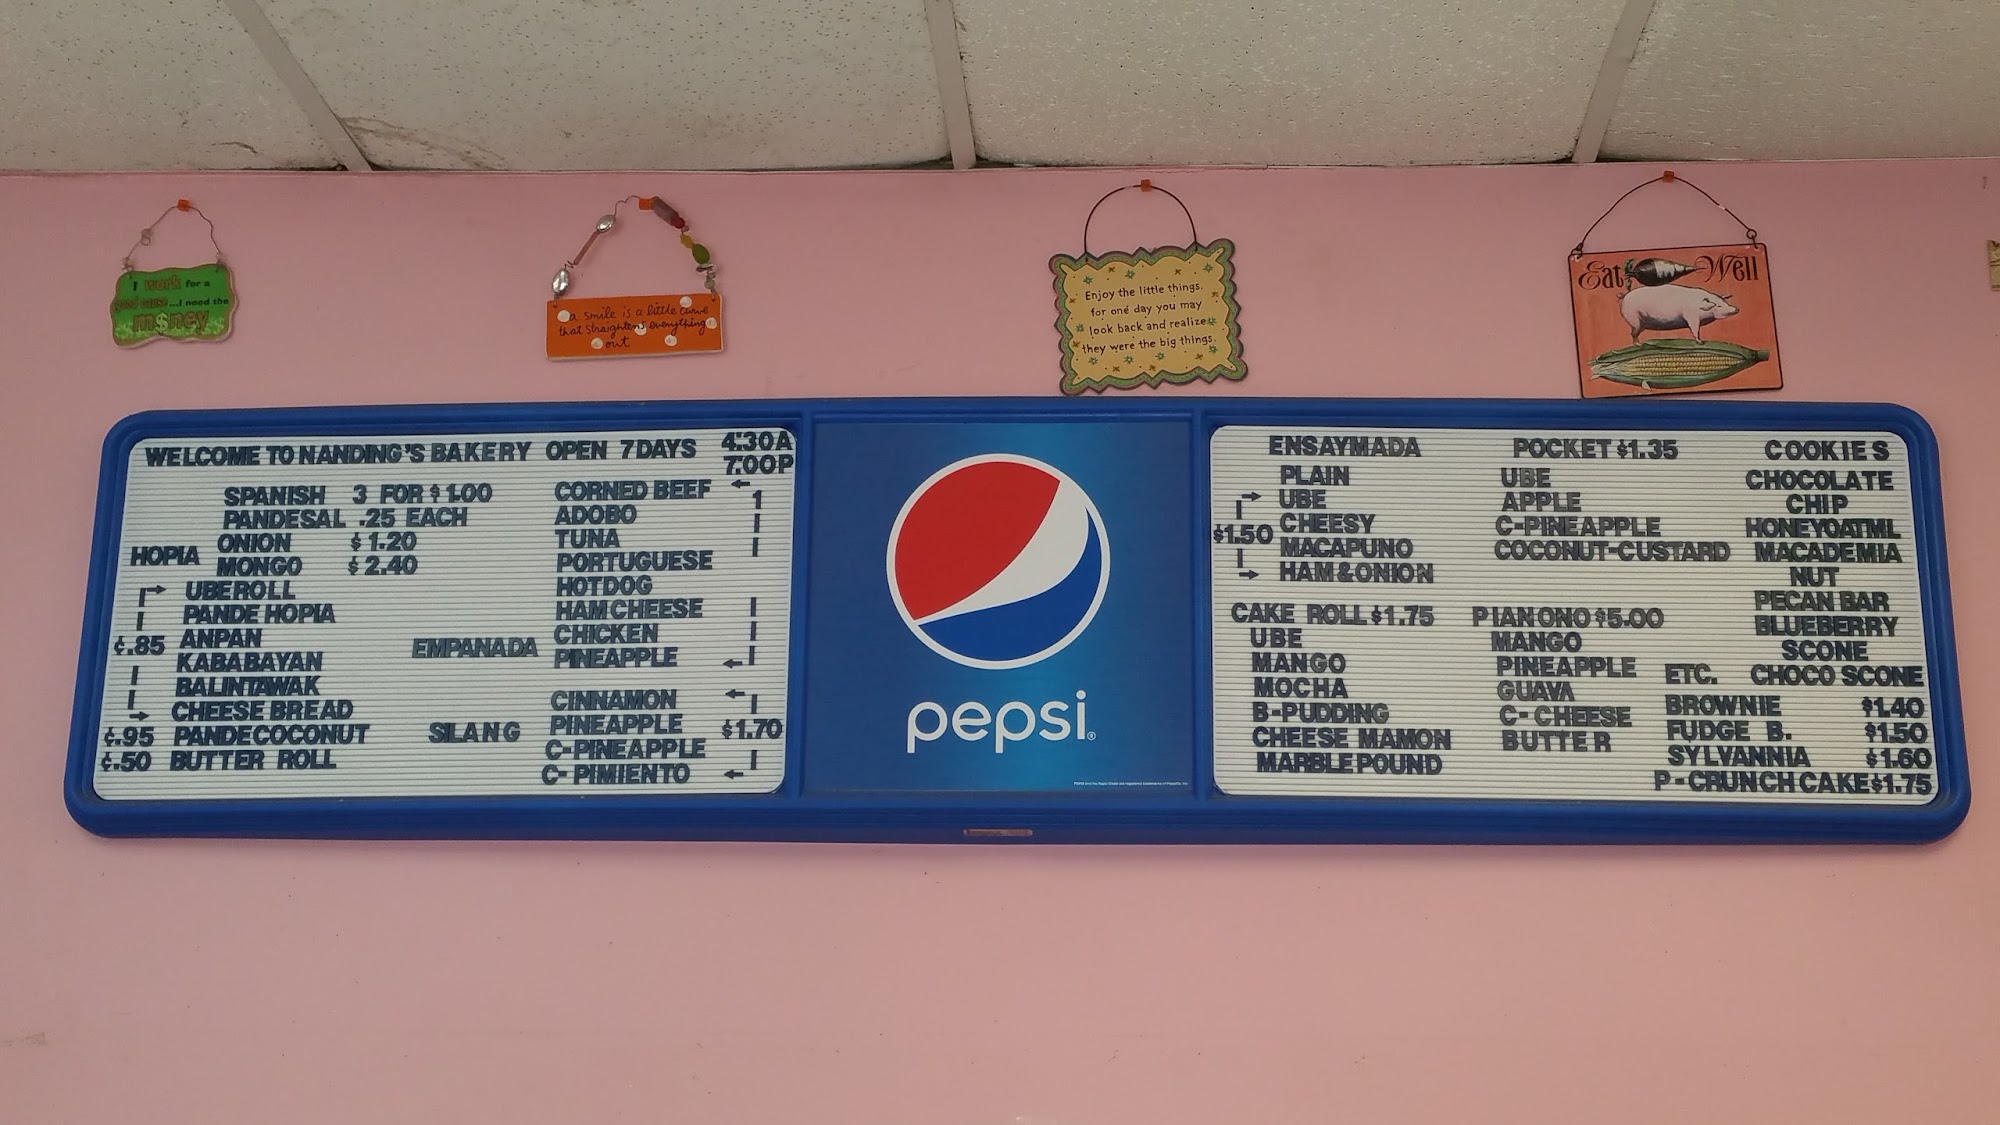 I work for a
good cause...I need the
m$ney
a smile is a little curve
that straightens everything
out
Enjoy the little things,
for one day you may
look back and realize
they were the big things.
Eat Well
WELCOME TO NANDING'S BAKERY OPEN 7 DAYS 4:30A
7:00P
SPANISH 3 FOR $1.00
PANDESAL .25 EACH
HOPIA
ONION $1.20
MONGO $2.40
UBE ROLL
PANDE HOPIA
¢.85 ANPAN
KABABAYAN
BALINTAWAK
CHEESE BREAD
¢.95 PANDECOCONUT
¢.50 BUTTER ROLL
CORNED BEEF
ADOBO
TUNA
PORTUGUESE
HOTDOG
HAM CHEESE
EMPANADA CHICKEN
PINEAPPLE
CINNAMON
SILANG PINEAPPLE $1.70
C-PINEAPPLE
C-PIMIENTO
pepsi®
ENSAYMADA
PLAIN
UBE
$1.50 CHEESY
MACAPUNO
HAM&ONION
CAKE ROLL $1.75
UBE
MANGO
MOCHA
B-PUDDING
CHEESE MAMON
MARBLE POUND
POCKET $1.35
UBE
APPLE
C-PINEAPPLE
COCONUT-CUSTARD
PIANONO $5.00
MANGO
PINEAPPLE
GUAVA
C-CHEESE
BUTTER
COOKIES
CHOCOLATE
CHIP
HONEYOATML
MACADEMIA
NUT
PECAN BAR
BLUEBERRY
SCONE
ETC. CHOCO SCONE
BROWNIE $1.40
FUDGE B. $1.50
SYLVANNIA $1.60
P-CRUNCH CAKE $1.75